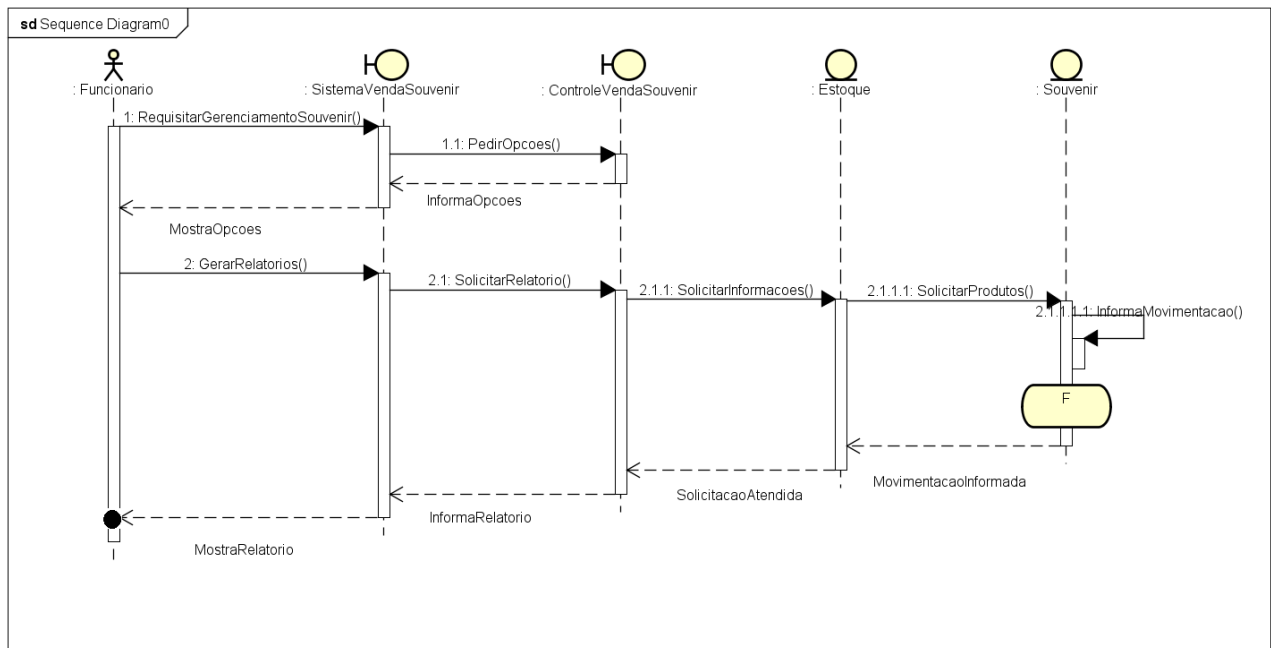 sd Sequence Diagram0
: Funcionario
: SistemaVendaSouvenir
: ControleVendaSouvenir
: Estoque
: Souvenir
1: RequisitarGerenciamentoSouvenir()
1.1: PedirOpcoes()
InformaOpcoes
MostraOpcoes
2: GerarRelatorios()
2.1: SolicitarRelatorio()
2.1.1: SolicitarInformacoes()
2.1.1.1: SolicitarProdutos()
2.1.1.1.1: InformaMovimentacao()
F
MovimentacaoInformada
SolicitacaoAtendida
InformaRelatorio
MostraRelatorio